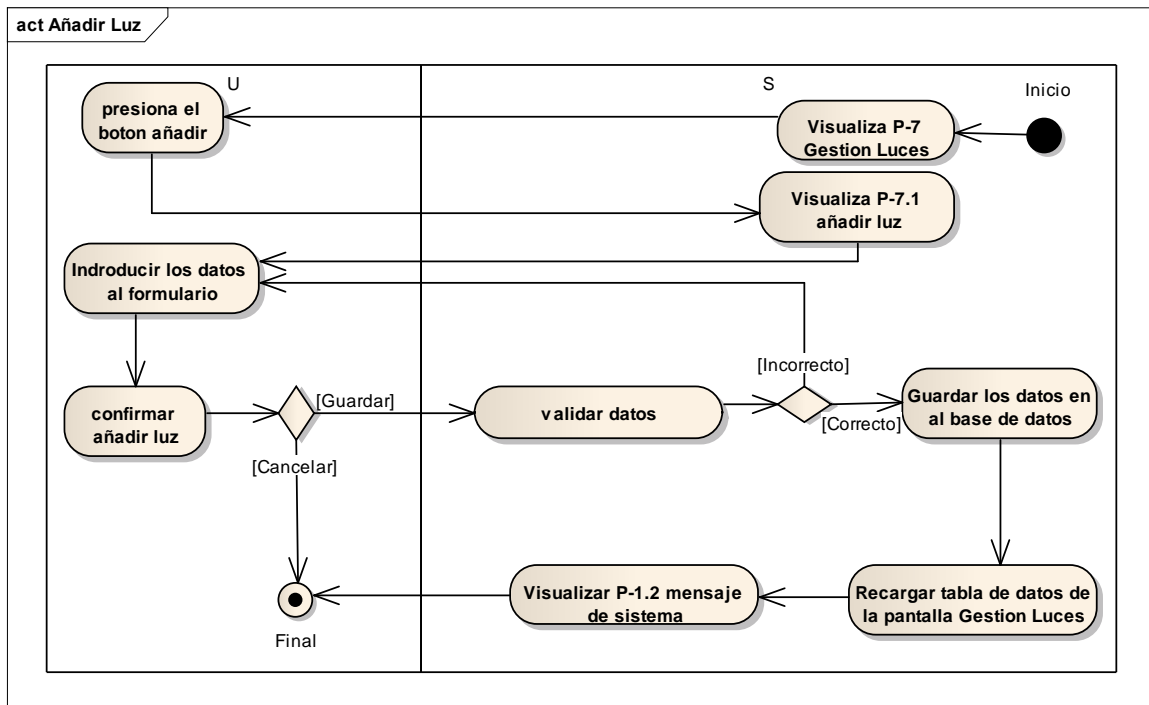 act Añadir Luz
U
S
Inicio
presiona el
boton añadir
Visualiza P-7
Gestion Luces
Visualiza P-7.1
añadir luz
Indroducir los datos
al formulario
[Incorrecto]
confirmar
añadir luz
[Guardar]
validar datos
[Correcto]
Guardar los datos en
al base de datos
[Cancelar]
Visualizar P-1.2 mensaje
de sistema
Recargar tabla de datos de
la pantalla Gestion Luces
Final